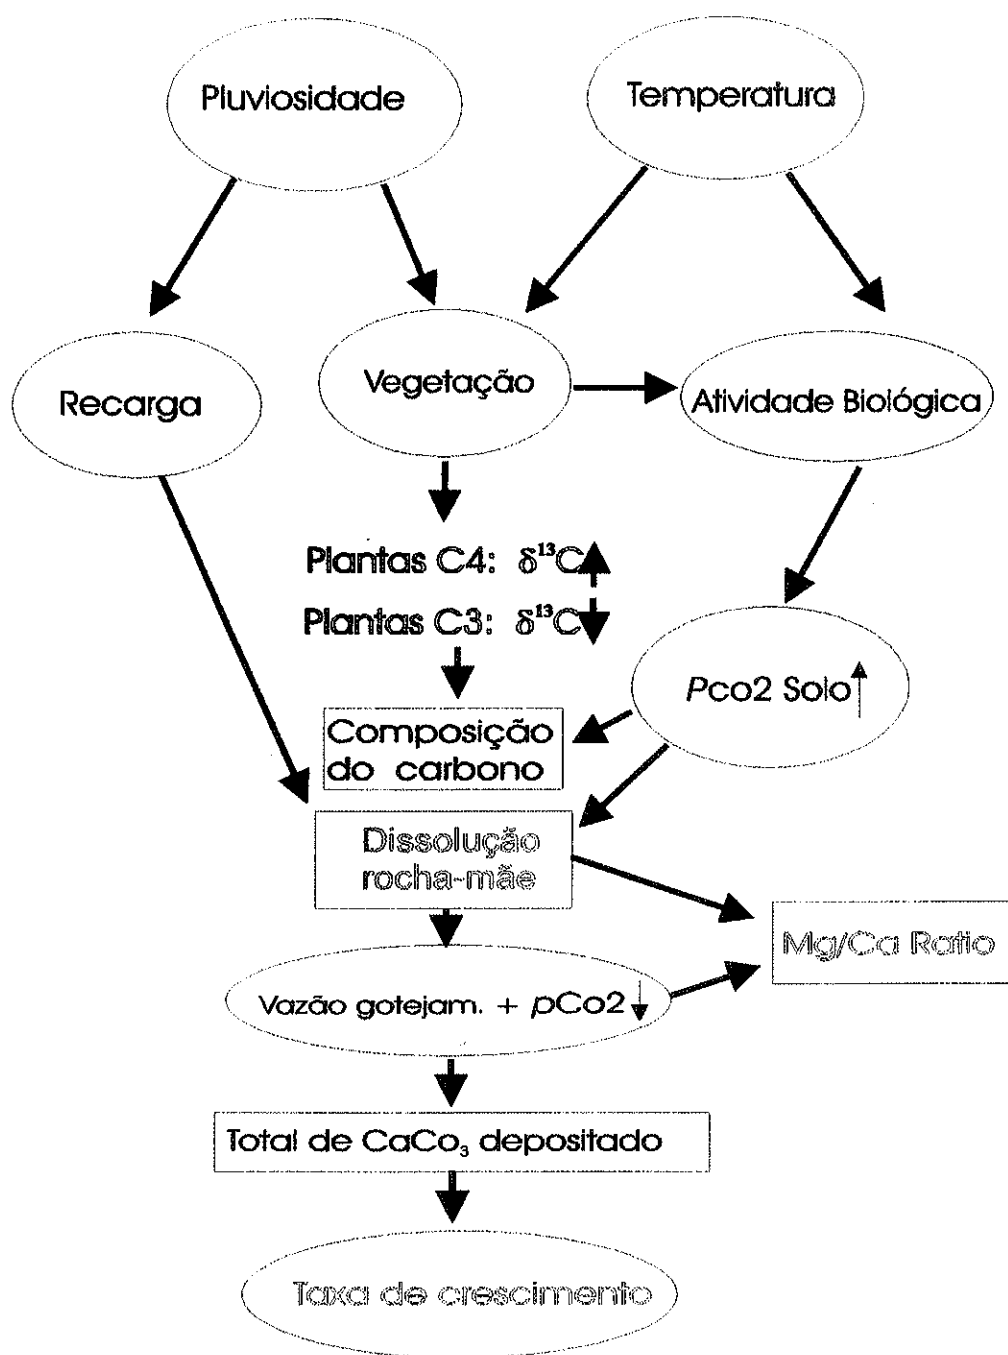 Pluviosidade
Temperatura
Recarga
Vegetação
Atividade Biológica
Plantas C4: δ¹³C↑
Plantas C3: δ¹³C↓
Pco2 Solo↑
Composição
do carbono
Dissolução
rocha-mãe
Mg/Ca Ratio
Vazão gotejam. + pCo2↓
Total de CaCo₃ depositado
Taxa de crescimento